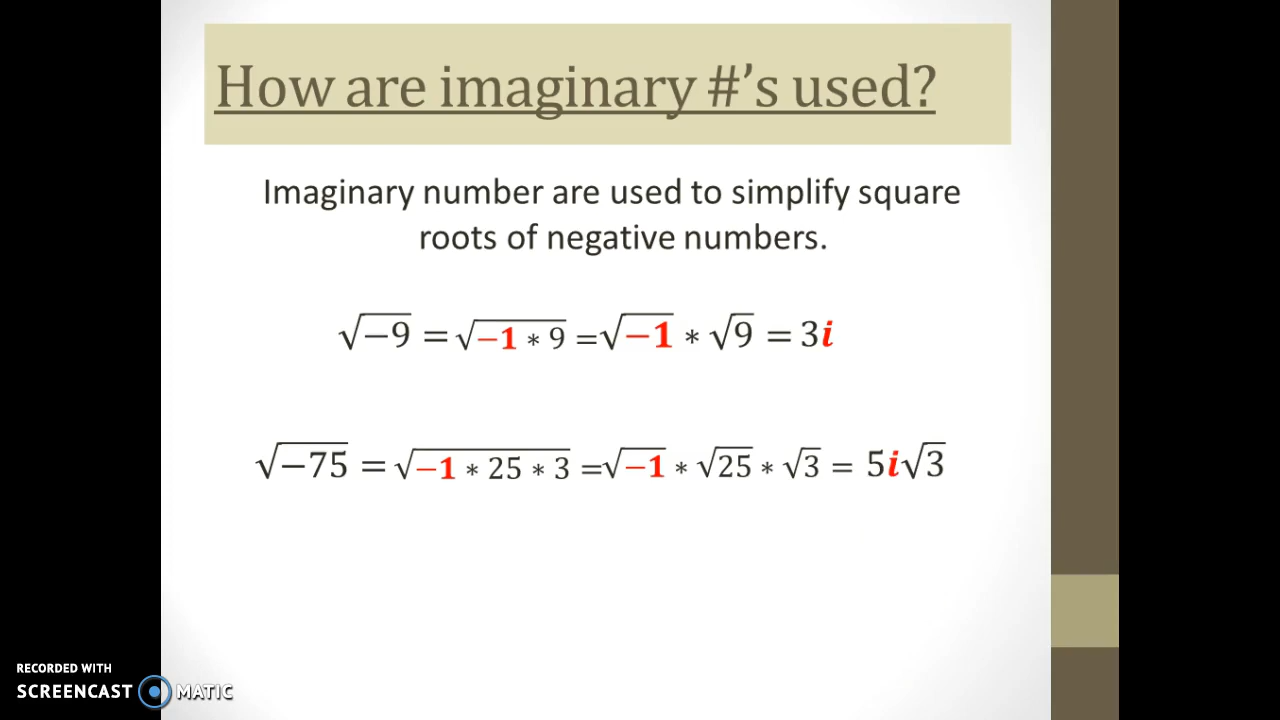 How are imaginary #'s used?
Imaginary number are used to simplify square
roots of negative numbers.
√−9 = √−1 * 9 =√−1 * √9 = 3i
√−75 = √−1 * 25 * 3 =√−1 * √25 * √3 = 5i√3
RECORDED WITH
SCREENCAST MATIC